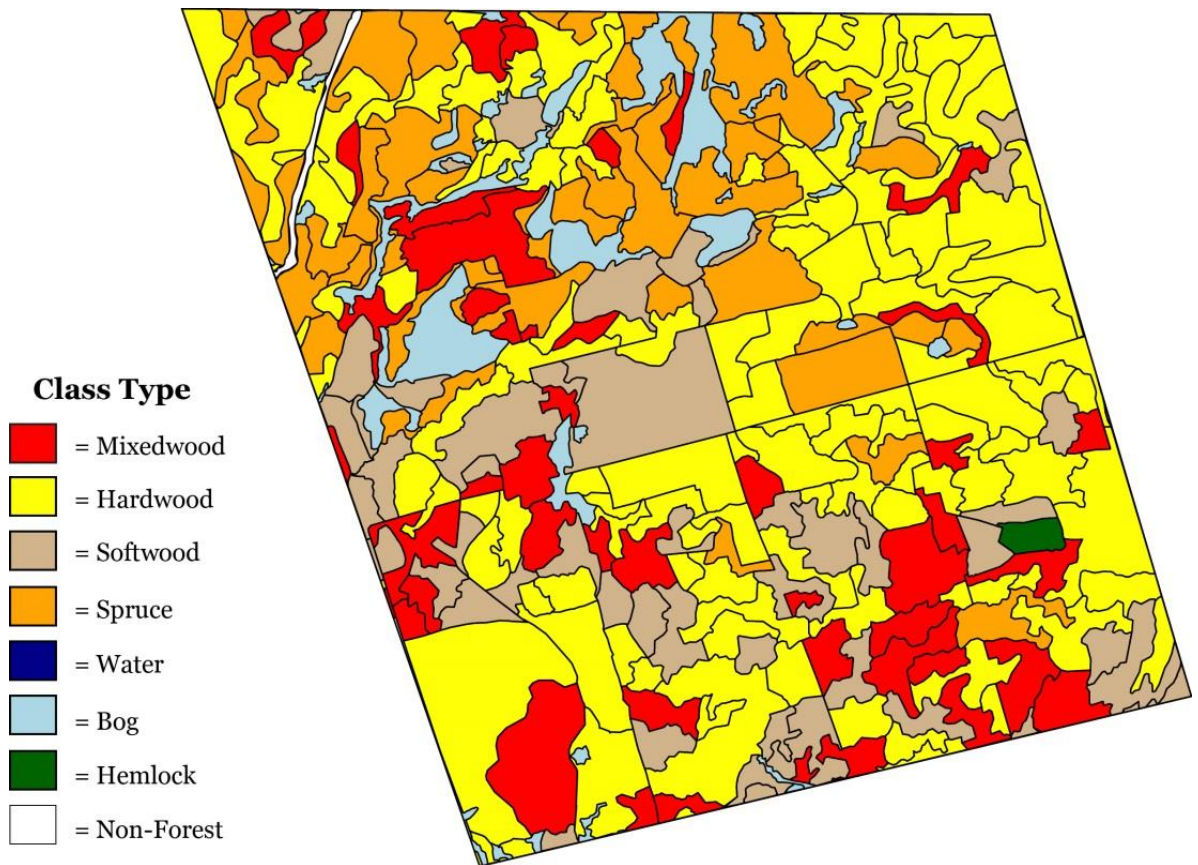 Class Type
= Mixedwood
= Hardwood
= Softwood
= Spruce
= Water
= Bog
= Hemlock
= Non-Forest